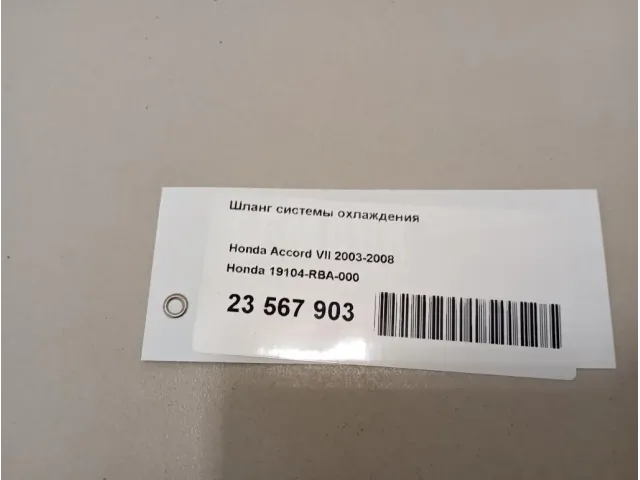 Шланг системы охлаждения
Honda Accord VII 2003-2008
Honda 19104-RBA-000
23 567 903